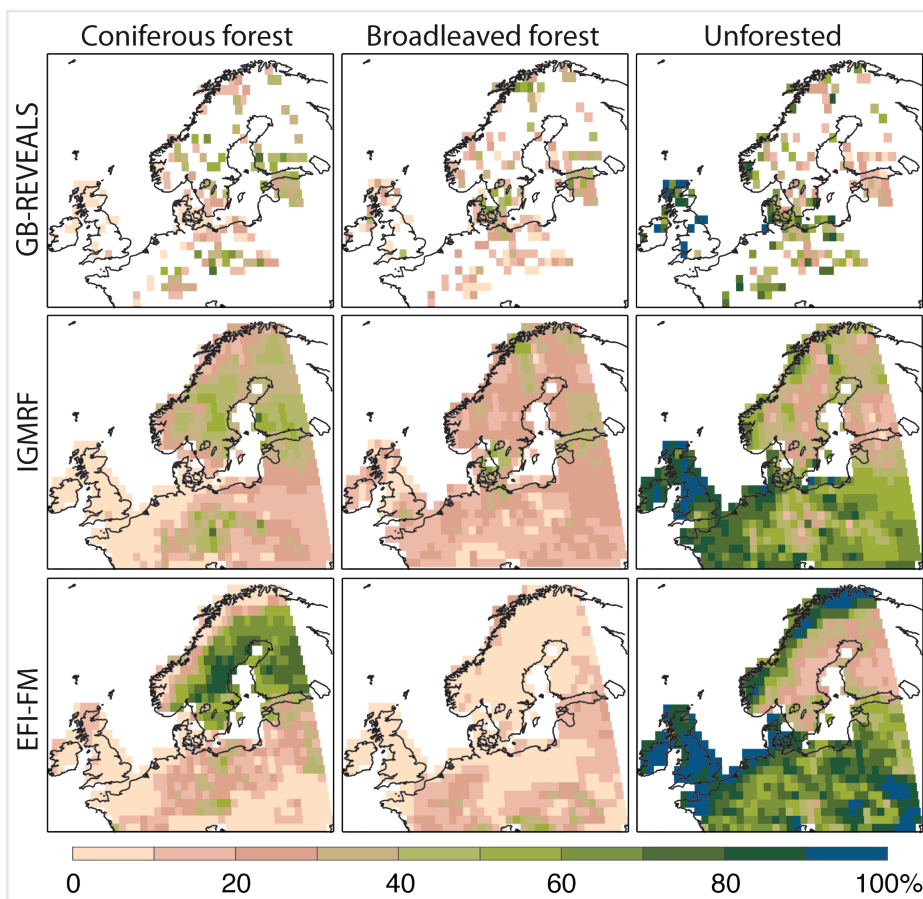 Coniferous forest Broadleaved forest Unforested
GB-REVEALS
IGMRF
EFI-FM
0 20 40 60 80 100%